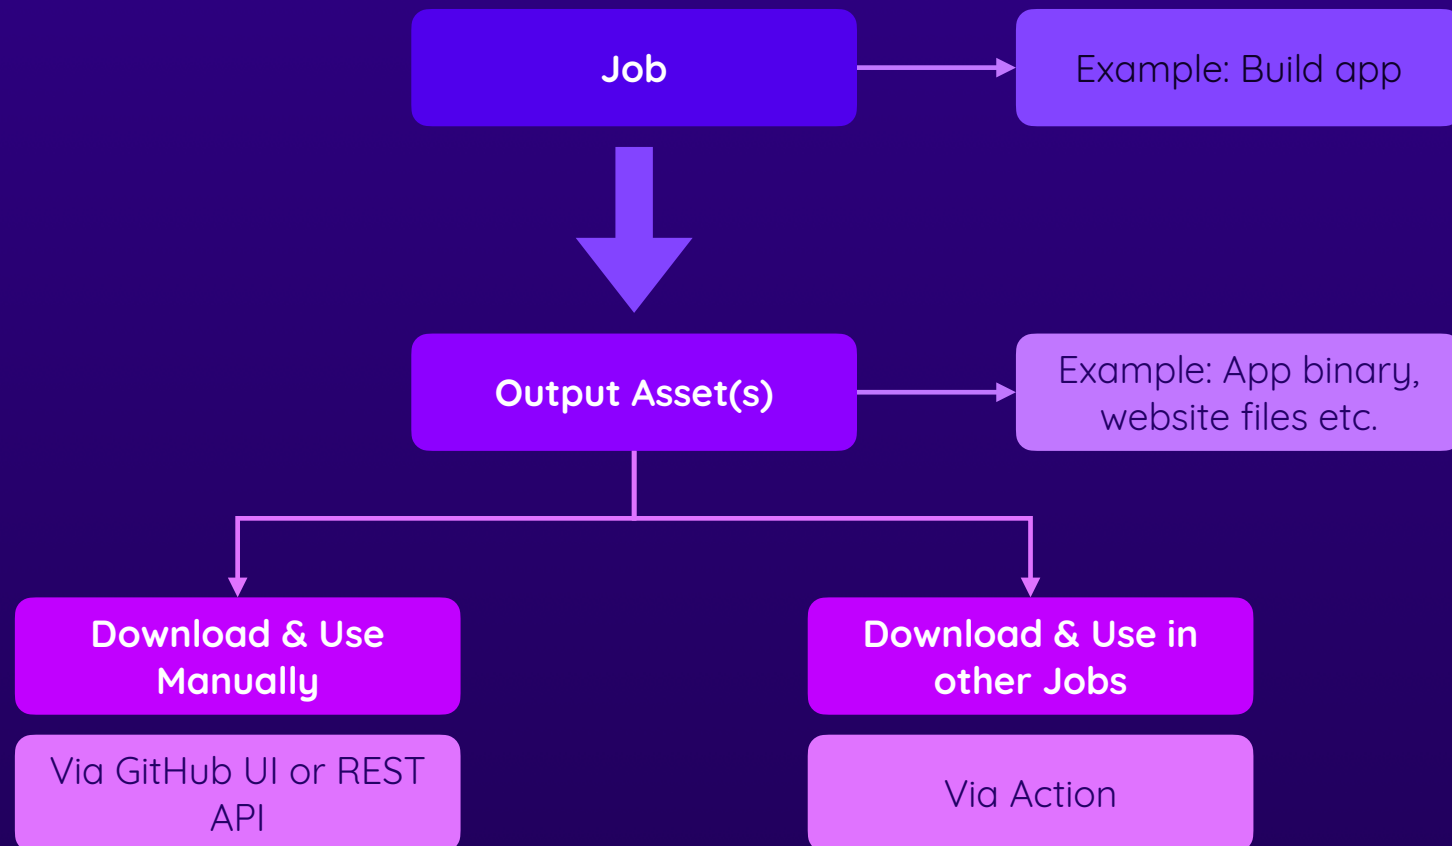 Job
Example: Build app
Output Asset(s)
Example: App binary,
website files etc.
Download & Use
Manually
Download & Use in
other Jobs
Via GitHub UI or REST
API
Via Action